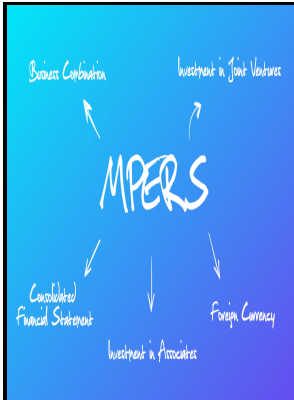 Business Combination
Investment in Joint Ventures
MPERS
Consolidated
Financial Statement
Foreign Currency
Investment in Associates